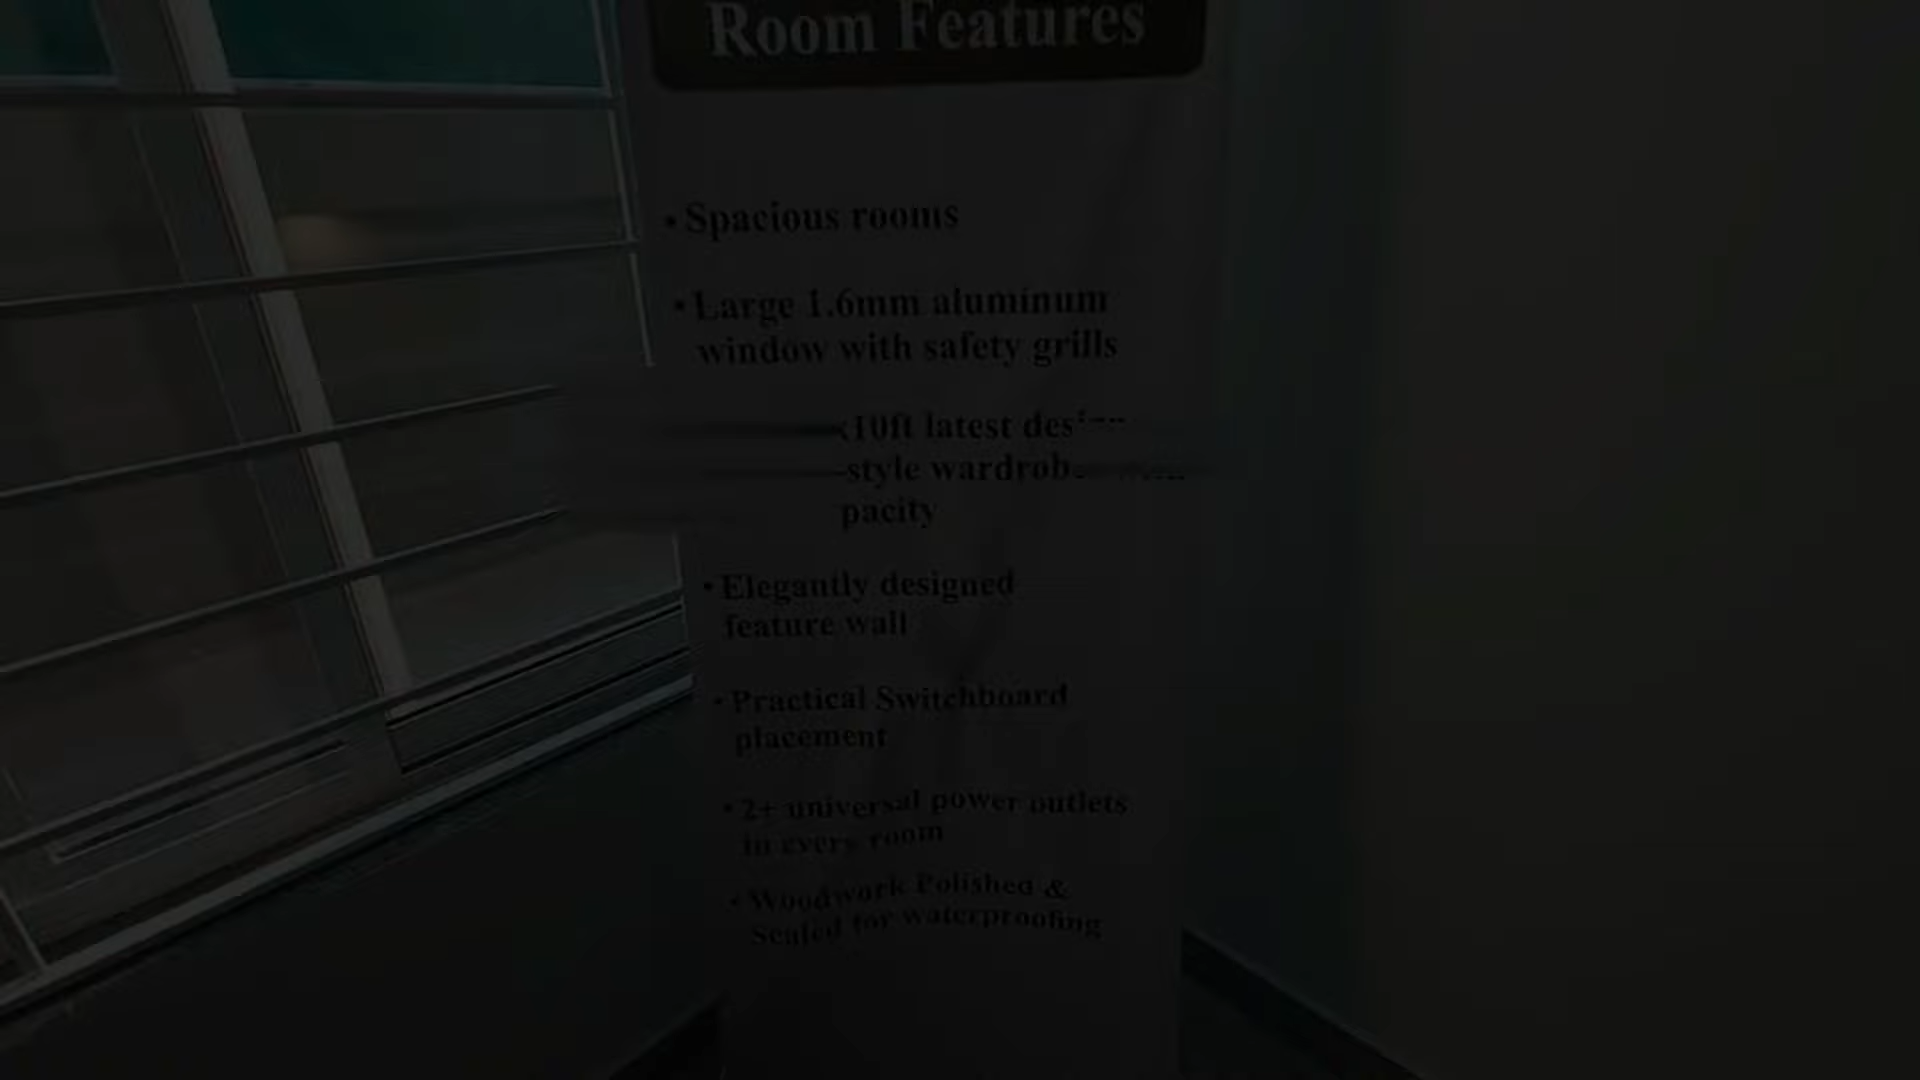 Room Features
• Spacious rooms
• Large 1.6mm aluminum
window with safety grills
10ft latest
-style
• Elegantly designed
feature wall
• Practical Switchboard
placement
• 2+ universal power outlets
in every room
• Woodwork Polished &
Sealed for waterproofing